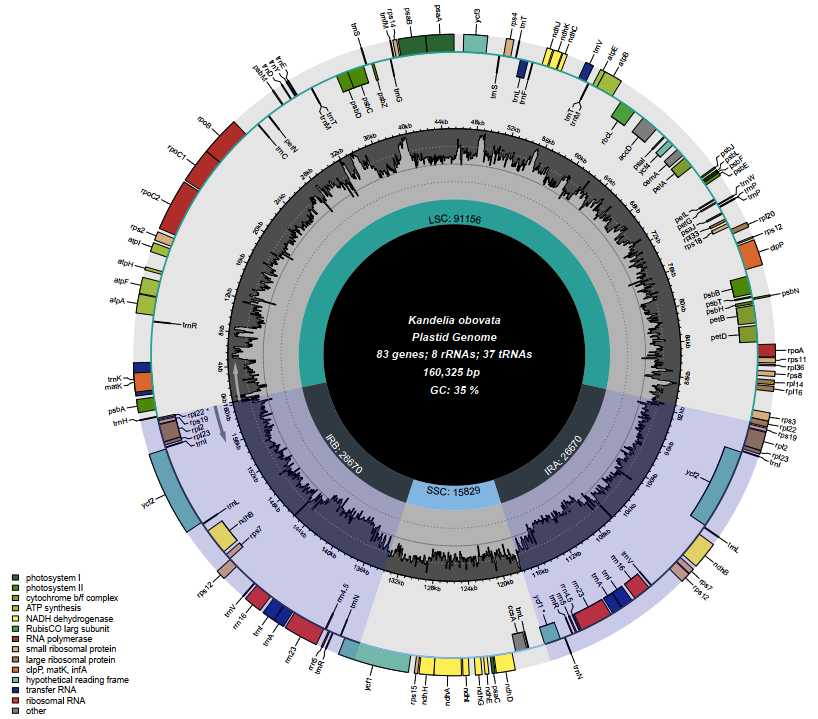 Kandelia obovata
Plastid Genome
83 genes; 8 rRNAs; 37 tRNAs
160,325 bp
GC: 35 %
LSC: 91156
IRB: 26670
SSC: 15829
IRA: 26670
psaA
psaB
rps14
trnfM
trnS
trnG
psbZ
psbC
psbD
trnE
trnY
trnD
psbM
trnT
trnM
petN
trnC
rpoB
rpoC1
rpoC2
rps2
atpI
atpH
atpF
atpA
trnR
trnK
matK
psbA
trnH
rpl22 *
rps19
rpl2
rpl23
trnI
ycf2
trnL
ndhB
rps7
rps12
trnV
rrn16
trnI
trnA
rrn23
rrn4.5
rrn5
trnR
trnN
ycf1
rps15
ndhH
ndhA
ndhI
ndhG
ndhE
psaC
ndhD
ccsA
trnL
ycf1 *
trnN
trnR
rrn5
rrn4.5
rrn23
trnA
trnI
rrn16
trnV
rps12
rps7
ndhB
trnL
ycf2
trnI
rpl23
rpl2
rps19
rpl22
rps3
rpl16
rpl14
rps8
rpl36
rps11
rpoA
petD
petB
psbH
psbT
psbB
psbN
clpP
rps12
rpl20
rps18
rpl33
psaJ
petG
petL
trnP
trnP
trnW
psbE
psbF
psbL
psbJ
petA
cemA
ycf4
psaI
accD
rbcL
atpB
atpE
trnV
trnM
trnT
ndhC
ndhK
ndhJ
trnF
trnL
trnT
rps4
trnS
ycf3
0kb
4kb
8kb
12kb
16kb
20kb
24kb
28kb
32kb
36kb
40kb
44kb
48kb
52kb
56kb
60kb
64kb
68kb
72kb
76kb
80kb
84kb
88kb
92kb
96kb
100kb
104kb
108kb
112kb
116kb
120kb
124kb
128kb
132kb
136kb
140kb
144kb
148kb
152kb
156kb
160kb
photosystem I
photosystem II
cytochrome b/f complex
ATP synthesis
NADH dehydrogenase
RubisCO larg subunit
RNA polymerase
small ribosomal protein
large ribosomal protein
clpP, matK, infA
hypothetical reading frame
transfer RNA
ribosomal RNA
other